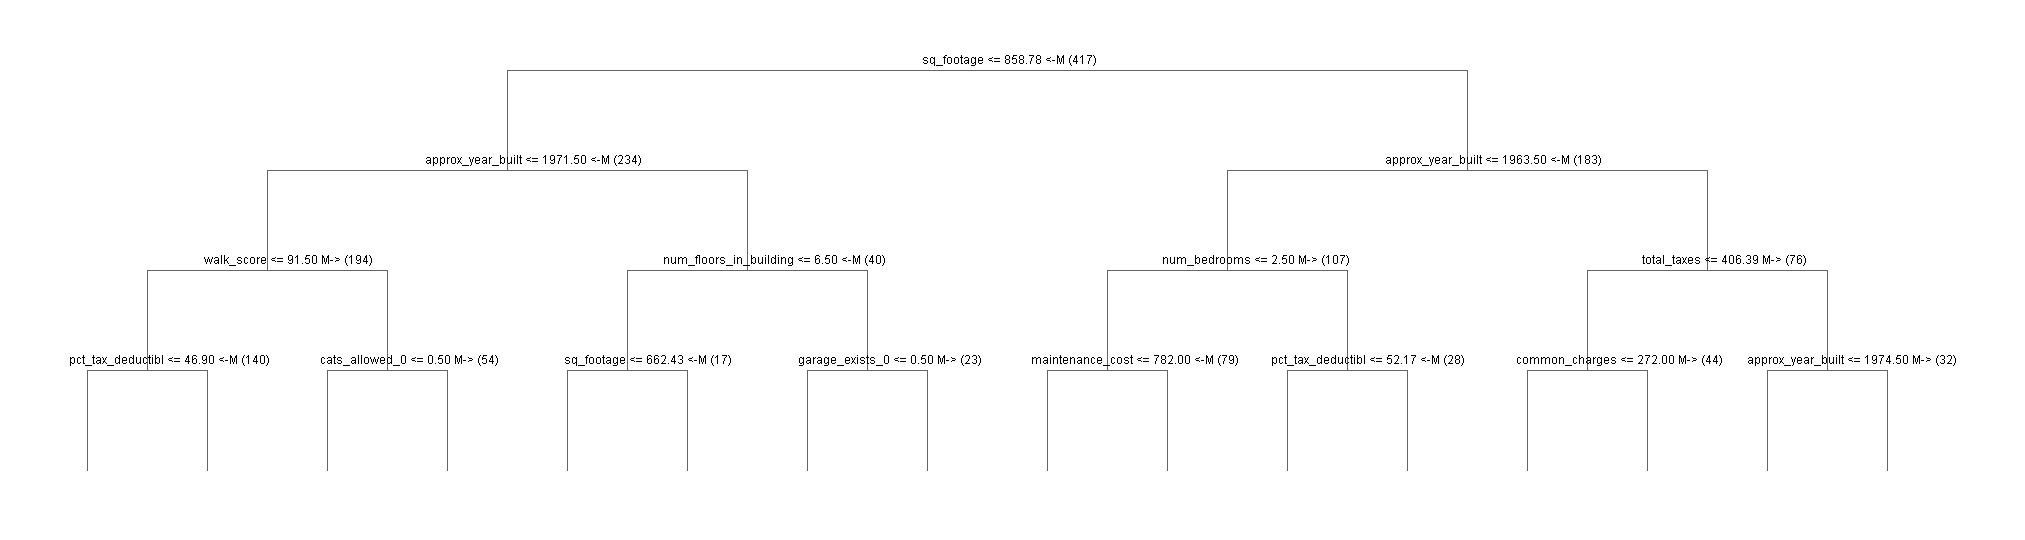 sq_footage <= 858.78 <-M (417)
approx_year_built <= 1971.50 <-M (234)
approx_year_built <= 1963.50 <-M (183)
walk_score <= 91.50 M-> (194)
num_floors_in_building <= 6.50 <-M (40)
num_bedrooms <= 2.50 M-> (107)
total_taxes <= 406.39 M-> (76)
pct_tax_deductibl <= 46.90 <-M (140)
cats_allowed_0 <= 0.50 M-> (54)
sq_footage <= 662.43 <-M (17)
garage_exists_0 <= 0.50 M-> (23)
maintenance_cost <= 782.00 <-M (79)
pct_tax_deductibl <= 52.17 <-M (28)
common_charges <= 272.00 M-> (44)
approx_year_built <= 1974.50 M-> (32)